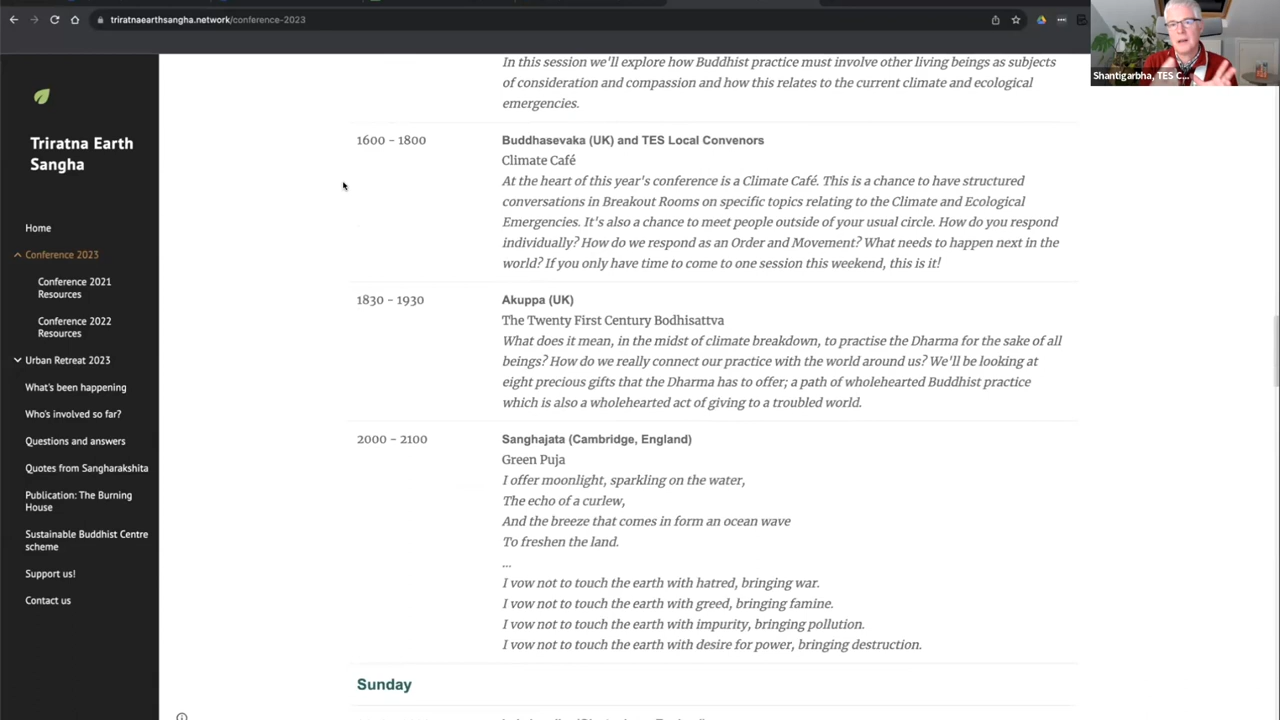 triratnaearthsangha.network/conference-2023
Shantigarbha, TES C...
Triratna Earth
Sangha
Home
Conference 2023
Conference 2021
Resources
Conference 2022
Resources
Urban Retreat 2023
What's been happening
Who's involved so far?
Questions and answers
Quotes from Sangharakshita
Publication: The Burning
House
Sustainable Buddhist Centre
scheme
Support us!
Contact us
In this session we'll explore how Buddhist practice must involve other living beings as subjects
of consideration and compassion and how this relates to the current climate and ecological
emergencies.
1600 - 1800
Buddhasevaka (UK) and TES Local Convenors
Climate Café
At the heart of this year's conference is a Climate Café. This is a chance to have structured
conversations in Breakout Rooms on specific topics relating to the Climate and Ecological
Emergencies. It's also a chance to meet people outside of your usual circle. How do you respond
individually? How do we respond as an Order and Movement? What needs to happen next in the
world? If you only have time to come to one session this weekend, this is it!
1830 - 1930
Akuppa (UK)
The Twenty First Century Bodhisattva
What does it mean, in the midst of climate breakdown, to practise the Dharma for the sake of all
beings? How do we really connect our practice with the world around us? We'll be looking at
eight precious gifts that the Dharma has to offer; a path of wholehearted Buddhist practice
which is also a wholehearted act of giving to a troubled world.
2000 - 2100
Sanghajata (Cambridge, England)
Green Puja
I offer moonlight, sparkling on the water,
The echo of a curlew,
And the breeze that comes in form an ocean wave
To freshen the land.
...
I vow not to touch the earth with hatred, bringing war.
I vow not to touch the earth with greed, bringing famine.
I vow not to touch the earth with impurity, bringing pollution.
I vow not to touch the earth with desire for power, bringing destruction.
Sunday